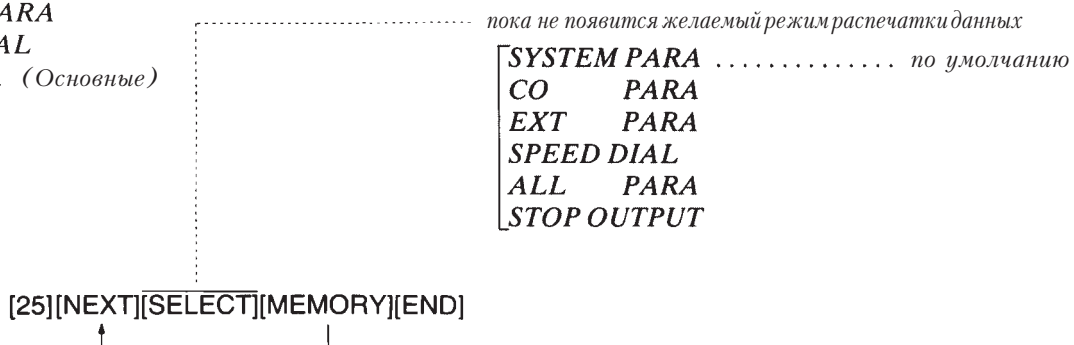 ARA
AL
. (Основные)
пока не появится желаемый режим распечатки данных
SYSTEM PARA .............. по умолчанию
CO PARA
EXT PARA
SPEED DIAL
ALL PARA
STOP OUTPUT
[25][NEXT][SELECT][MEMORY][END]